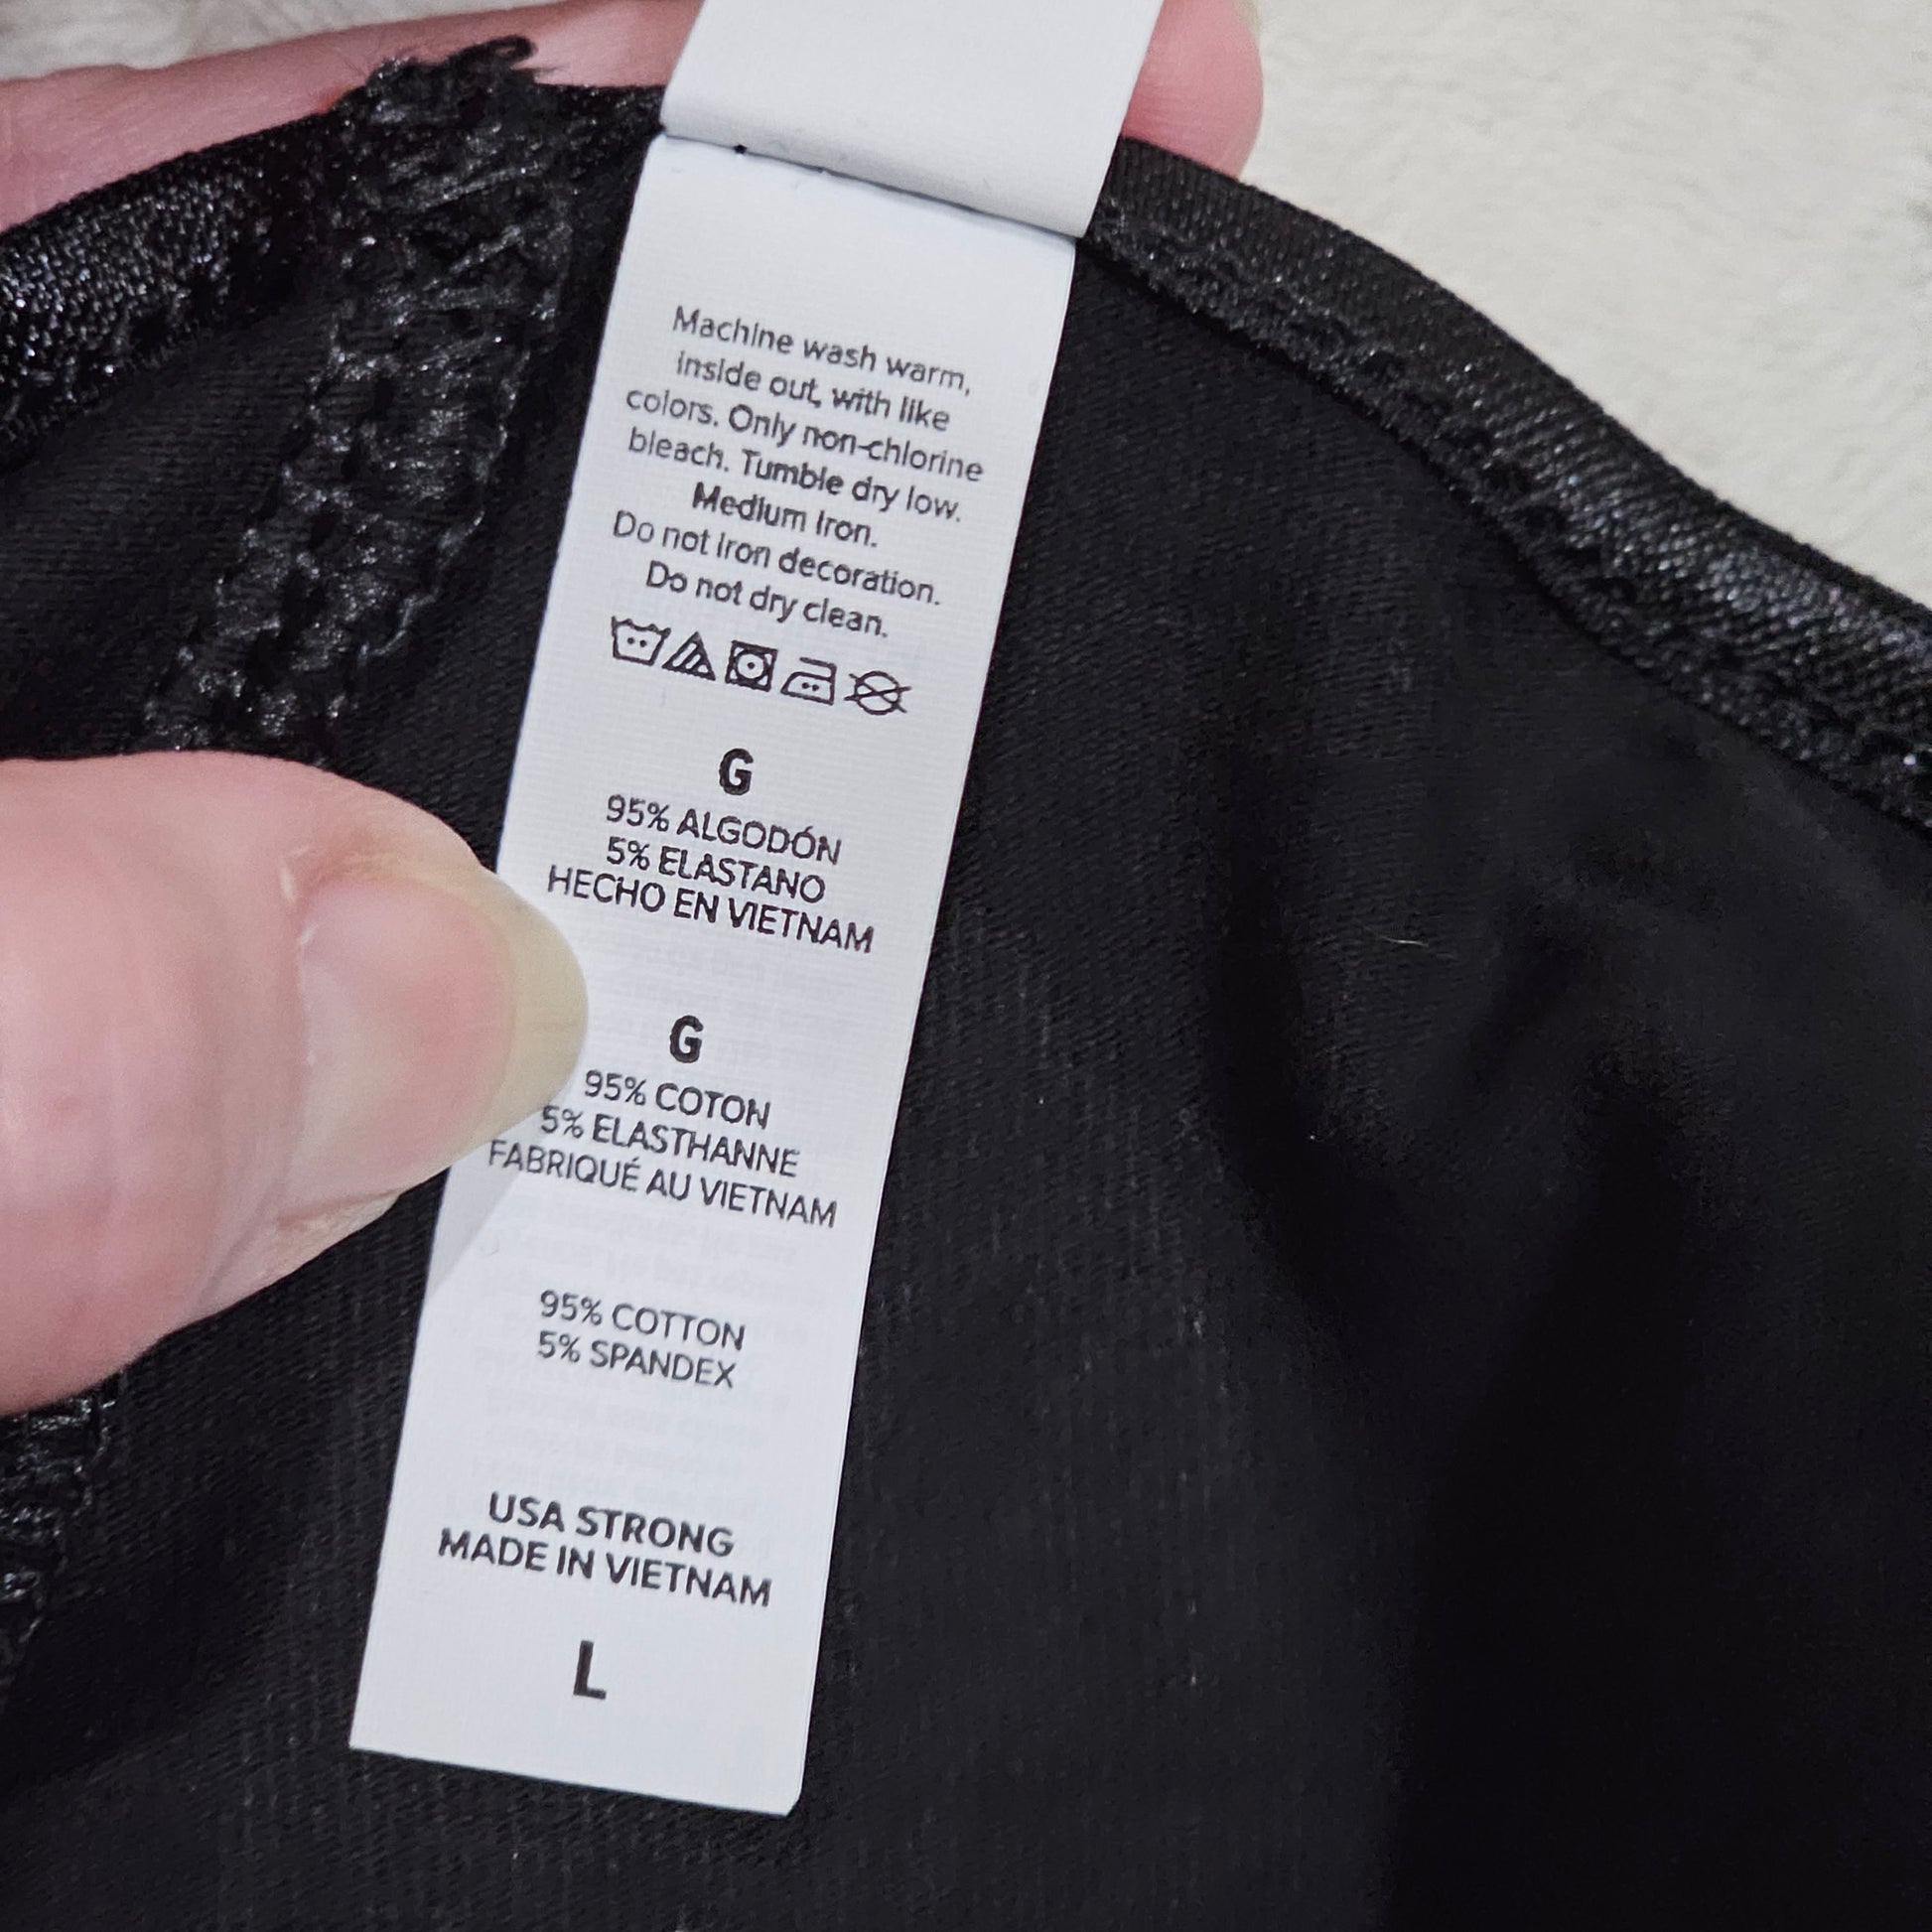 Machine wash warm,
inside out, with like
colors. Only non-chlorine
bleach. Tumble dry low.
Medium iron.
Do not iron decoration.
Do not dry clean.
G
95% ALGODÓN
5% ELASTANO
HECHO EN VIETNAM
G
95% COTON
5% ELASTHANNE
FABRIQUÉ AU VIETNAM
95% COTTON
5% SPANDEX
USA STRONG
MADE IN VIETNAM
L